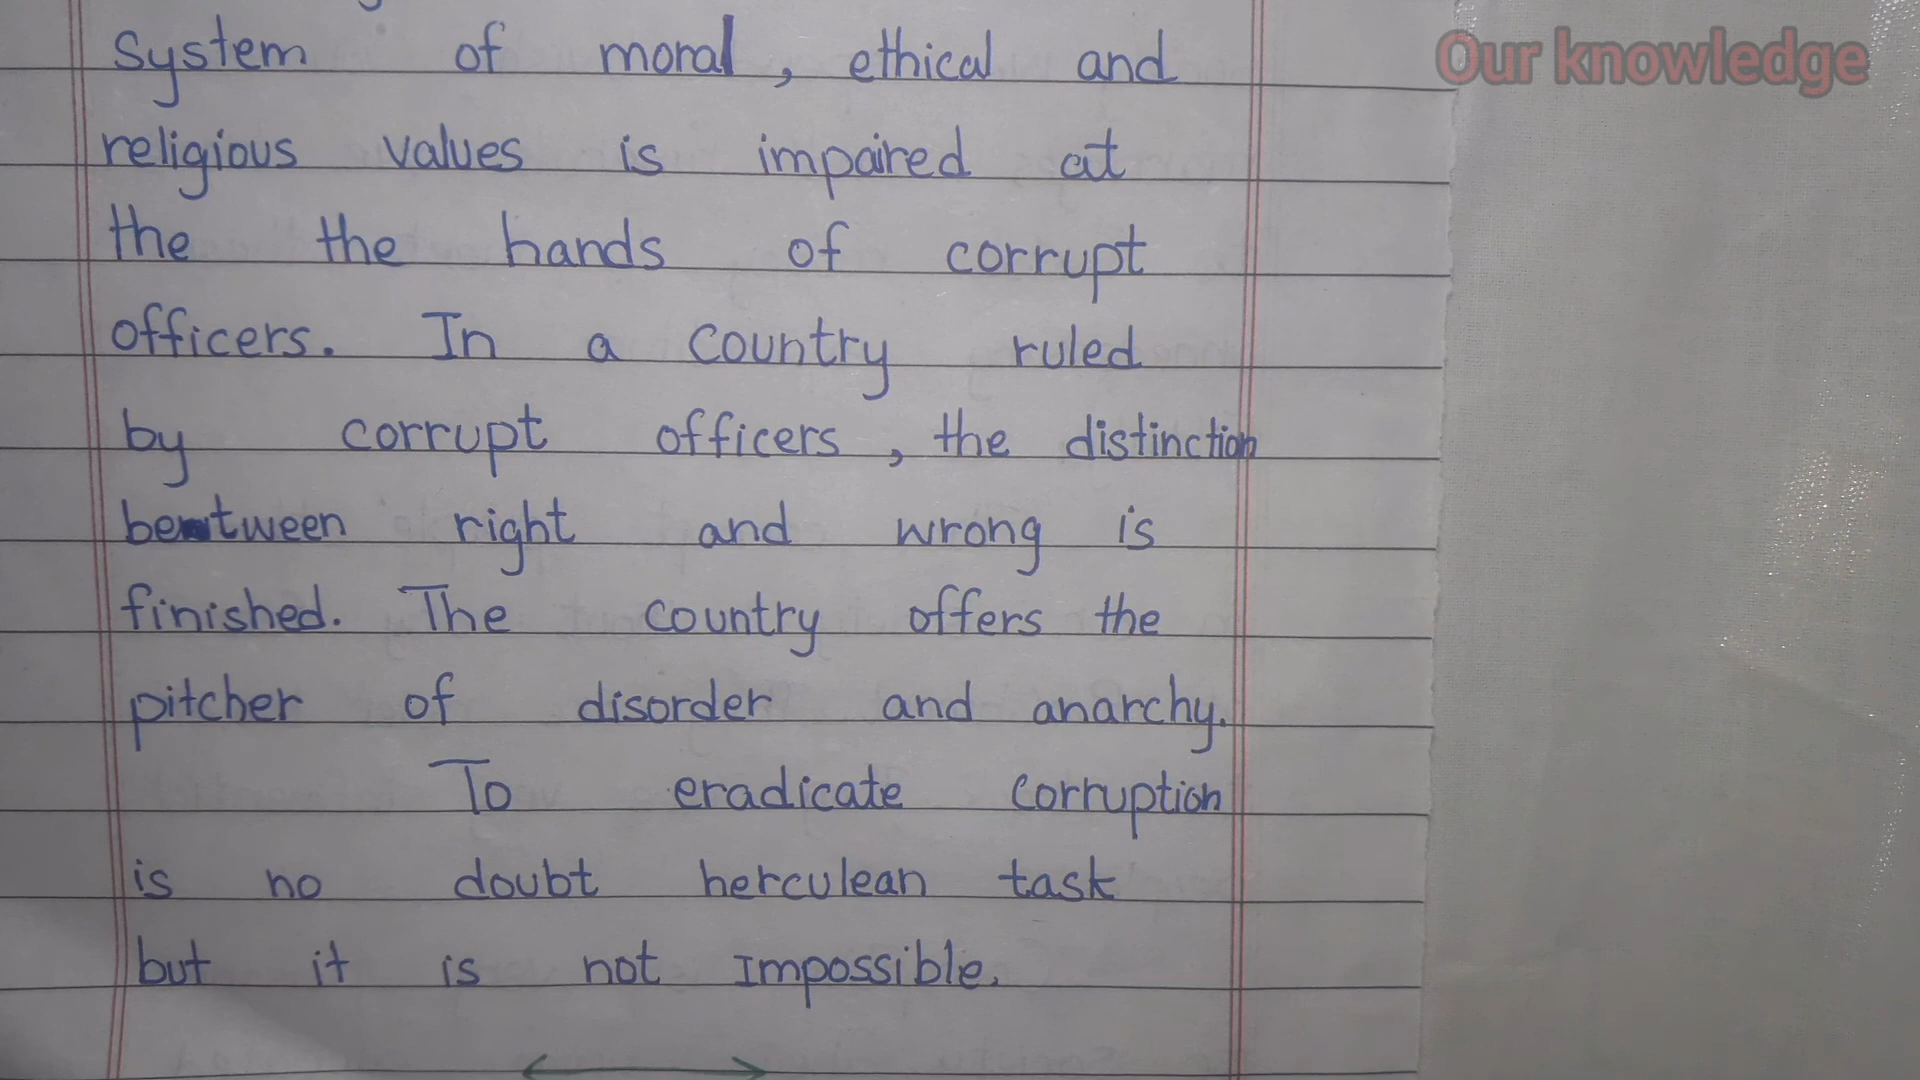 system of moral, ethical and
Our knowledge
religious values is impaired at
the the hands of corrupt
officers. In a country ruled
by corrupt officers, the distinction
between right and wrong is
finished. The country offers the
pitcher of disorder and anarchy.
To eradicate corruption
is no doubt herculean task
but it is not Impossible.